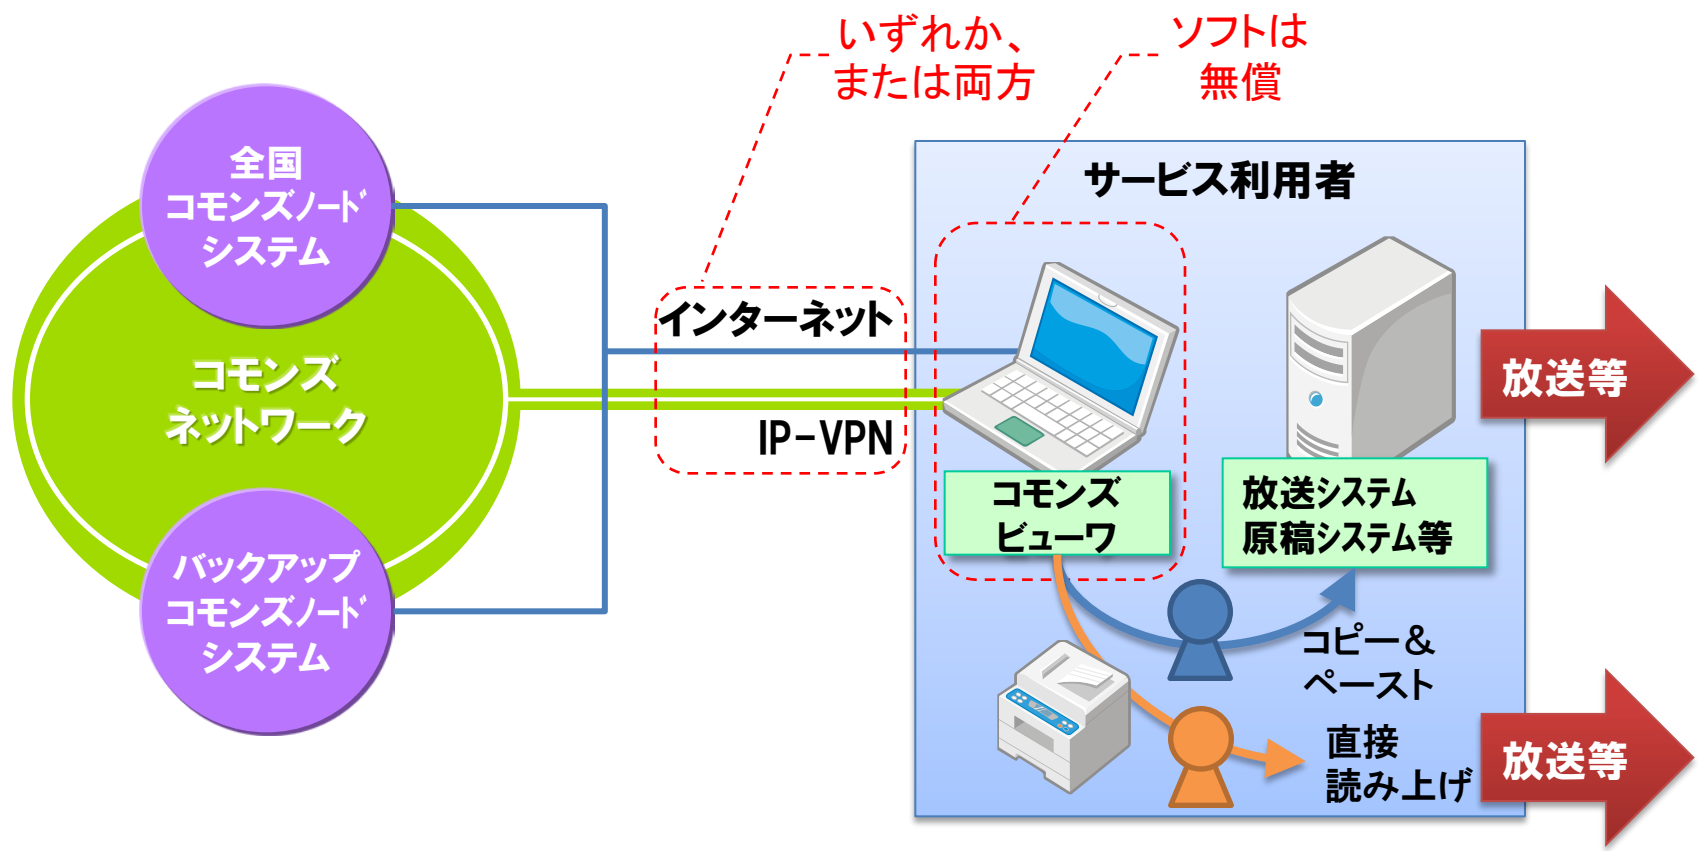 いずれか、
または両方
ソフトは
無償
全国
コモンズノード
システム
サービス利用者
インターネット
コモンズ
ネットワーク
IP−VPN
コモンズ
ビューワ
放送システム
原稿システム等
放送等
バックアップ
コモンズノード
システム
コピー＆
ペースト
直接
読み上げ
放送等